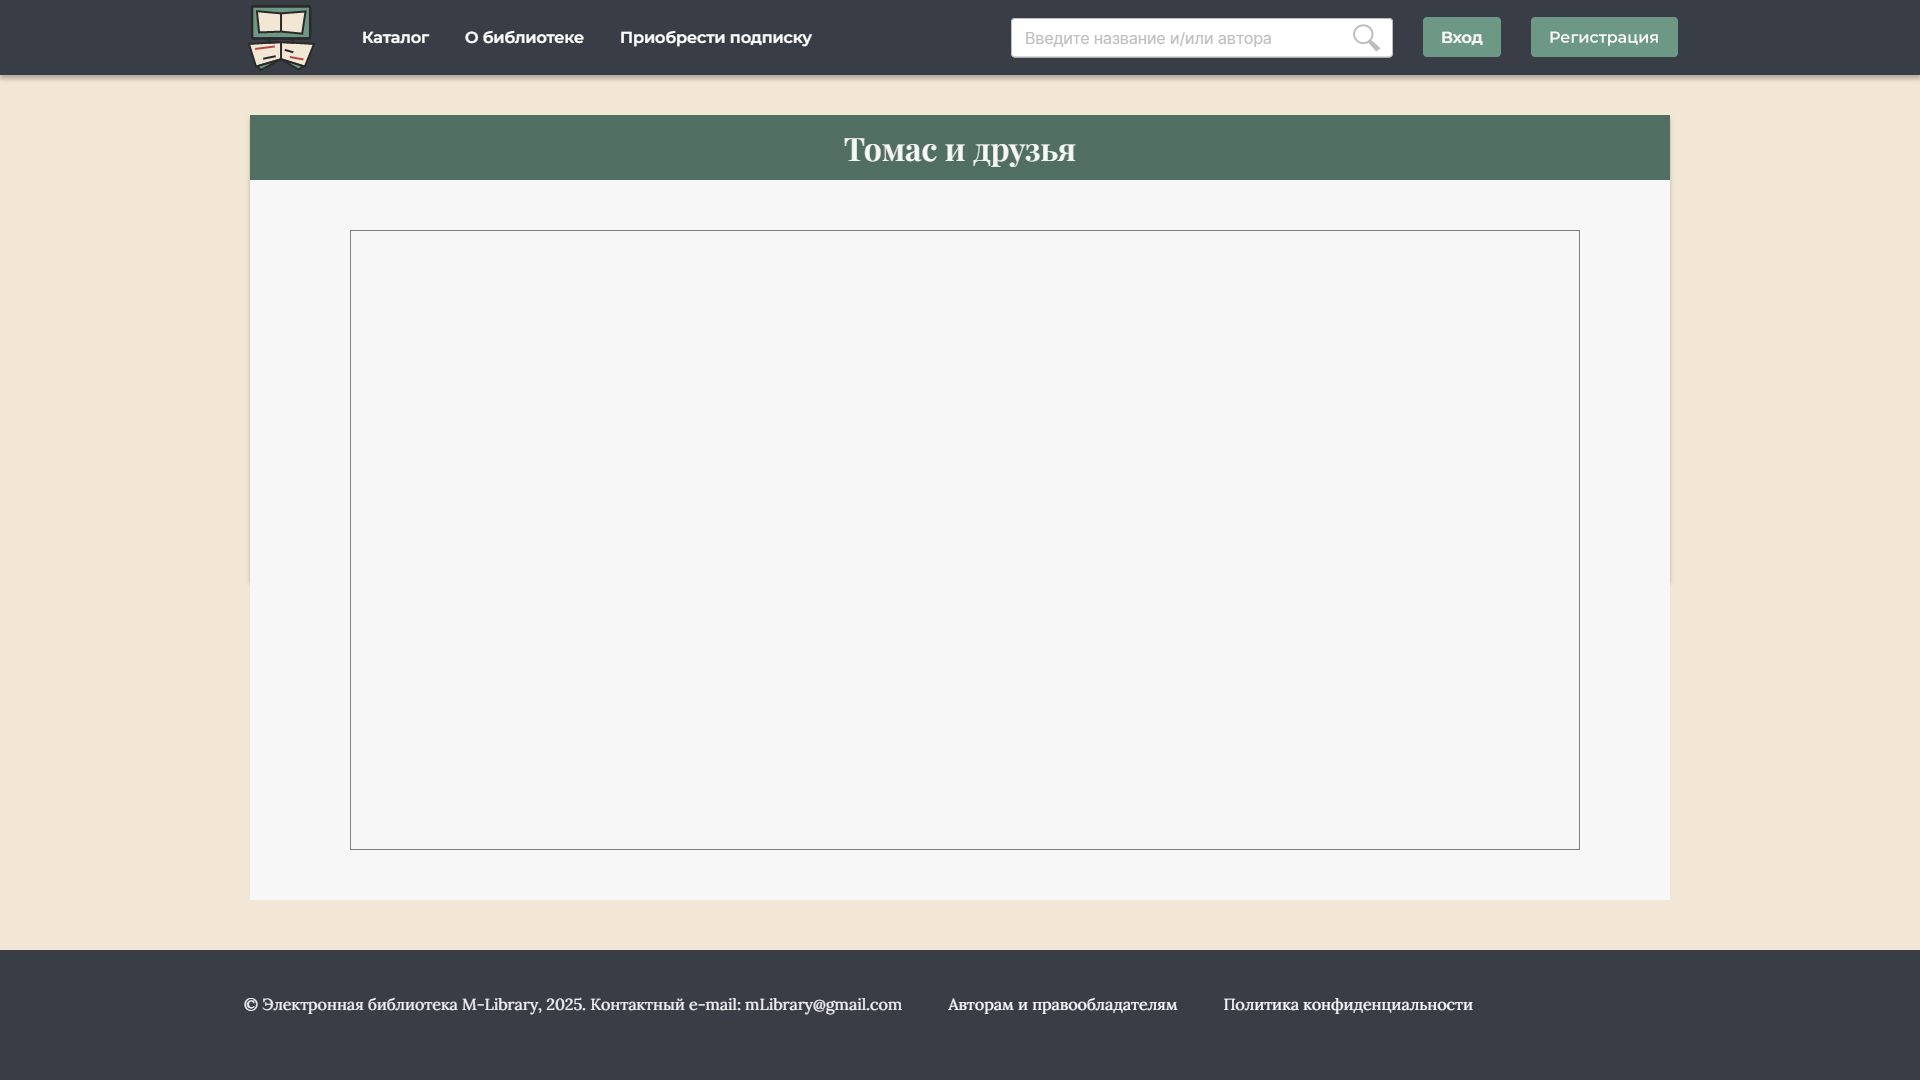 Каталог
О библиотеке
Приобрести подписку
Введите название и/или автора
Вход
Регистрация
Томас и друзья
© Электронная библиотека M-Library, 2025. Контактный e-mail: mLibrary@gmail.com
Авторам и правообладателям
Политика конфиденциальности